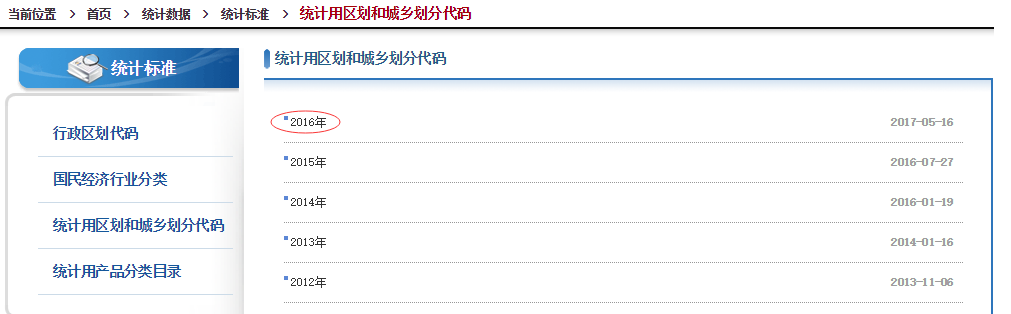 当前位置 > 首页 > 统计数据 > 统计标准 > 统计用区划和城乡划分代码
统计标准
行政区划代码
国民经济行业分类
统计用区划和城乡划分代码
统计用产品分类目录
统计用区划和城乡划分代码
2016年 2017-05-16
2015年 2016-07-27
2014年 2016-01-19
2013年 2014-01-16
2012年 2013-11-06